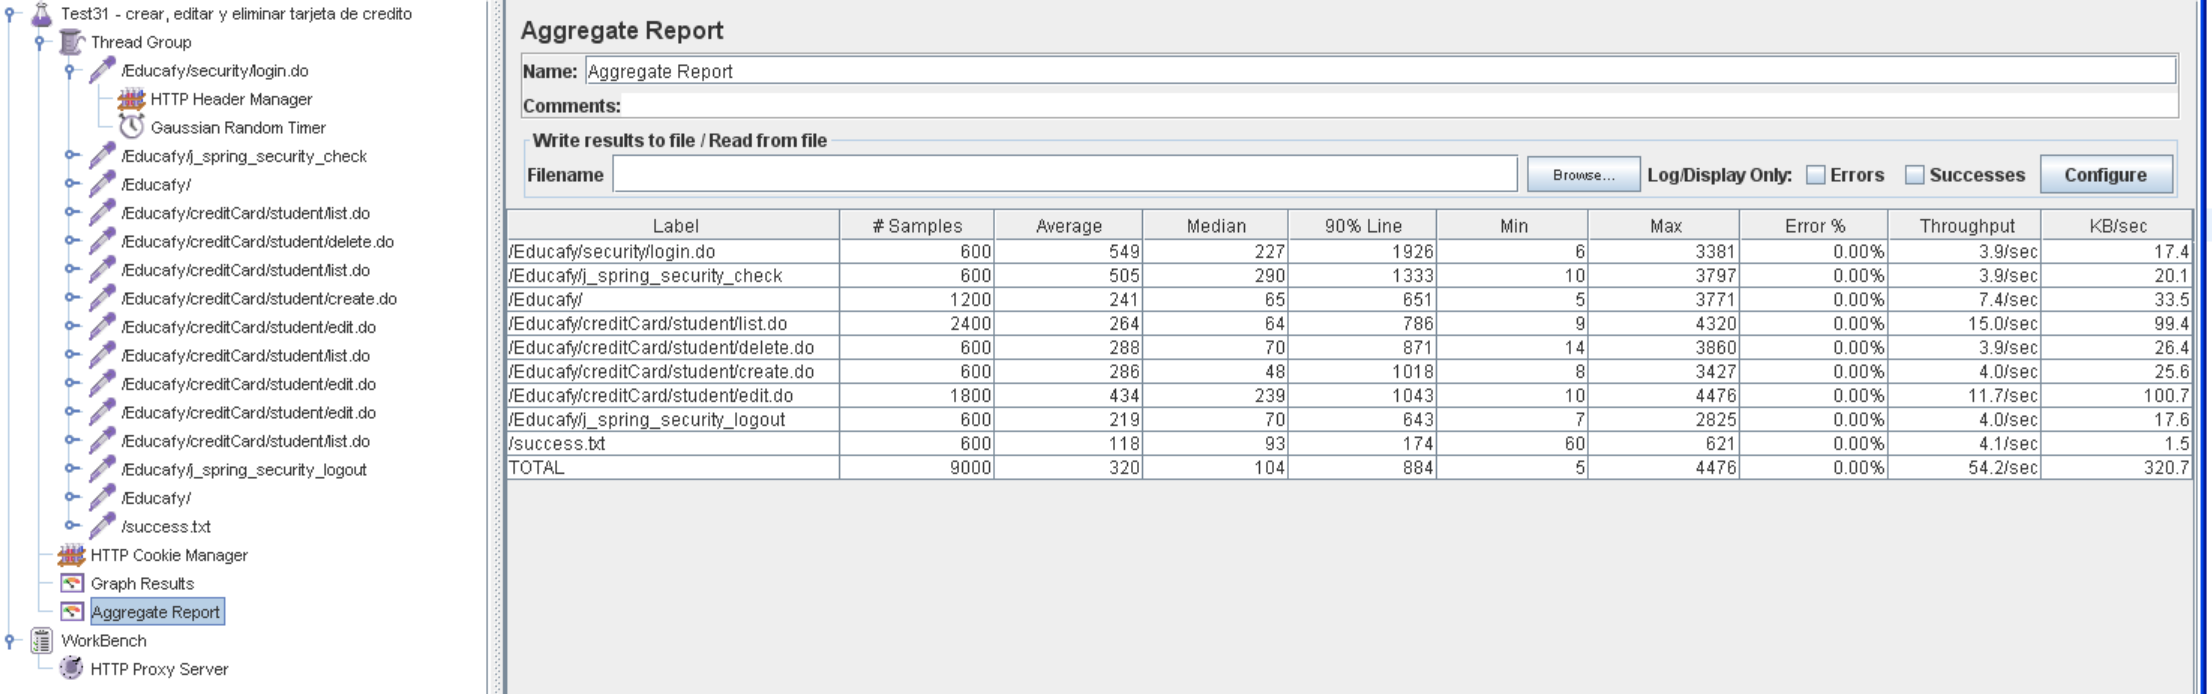 Test31 - crear, editar y eliminar tarjeta de credito
Thread Group
/Educafy/security/login.do
HTTP Header Manager
Gaussian Random Timer
/Educafy/j_spring_security_check
/Educafy/
/Educafy/creditCard/student/list.do
/Educafy/creditCard/student/delete.do
/Educafy/creditCard/student/list.do
/Educafy/creditCard/student/create.do
/Educafy/creditCard/student/edit.do
/Educafy/creditCard/student/list.do
/Educafy/creditCard/student/edit.do
/Educafy/creditCard/student/edit.do
/Educafy/creditCard/student/list.do
/Educafy/j_spring_security_logout
/Educafy/
/success.txt
HTTP Cookie Manager
Graph Results
Aggregate Report
WorkBench
HTTP Proxy Server
Aggregate Report
Name: Aggregate Report
Comments:
Write results to file / Read from file
Filename Browse... Log/Display Only: Errors Successes Configure
Label # Samples Average Median 90% Line Min Max Error % Throughput KB/sec
/Educafy/security/login.do 600 549 227 1926 6 3381 0.00% 3.9/sec 17.4
/Educafy/j_spring_security_check 600 505 290 1333 10 3797 0.00% 3.9/sec 20.1
/Educafy/ 1200 241 65 651 5 3771 0.00% 7.4/sec 33.5
/Educafy/creditCard/student/list.do 2400 264 64 786 9 4320 0.00% 15.0/sec 99.4
/Educafy/creditCard/student/delete.do 600 288 70 871 14 3860 0.00% 3.9/sec 26.4
/Educafy/creditCard/student/create.do 600 286 48 1018 8 3427 0.00% 4.0/sec 25.6
/Educafy/creditCard/student/edit.do 1800 434 239 1043 10 4476 0.00% 11.7/sec 100.7
/Educafy/j_spring_security_logout 600 219 70 643 7 2825 0.00% 4.0/sec 17.6
/success.txt 600 118 93 174 60 621 0.00% 4.1/sec 1.5
TOTAL 9000 320 104 884 5 4476 0.00% 54.2/sec 320.7